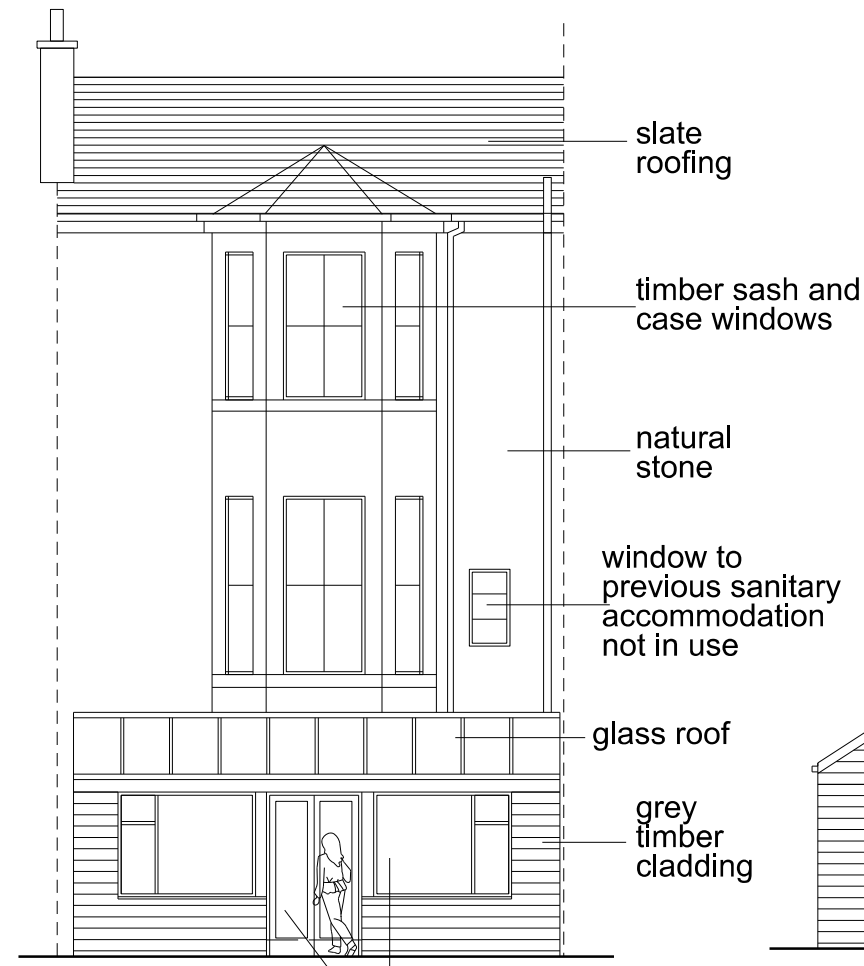 slate
roofing
timber sash and
case windows
natural
stone
window to
previous sanitary
accommodation
not in use
glass roof
grey
timber
cladding